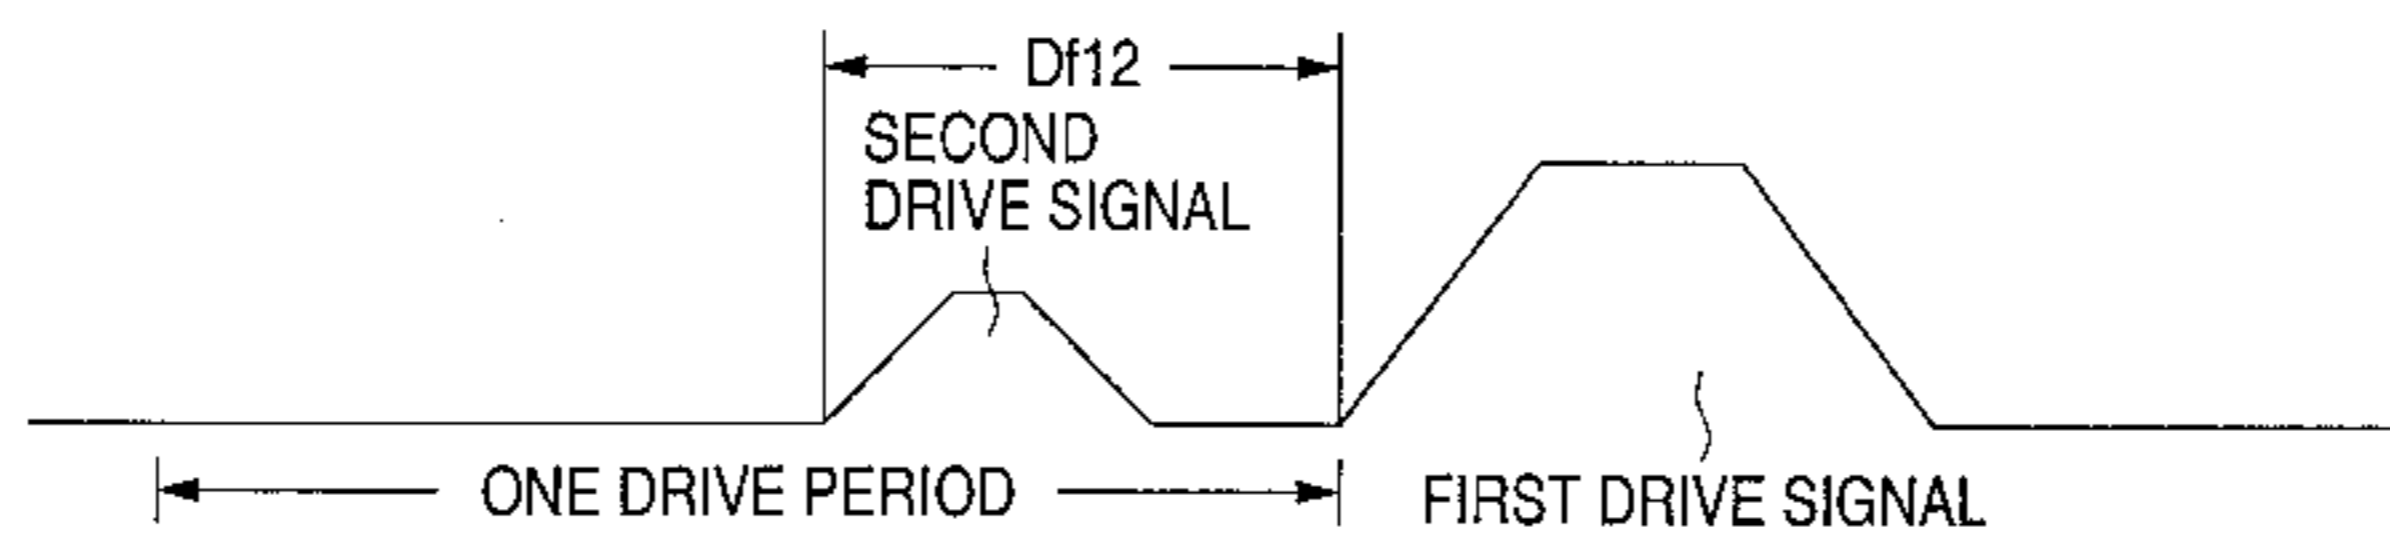 Df12
SECOND
DRIVE SIGNAL
ONE DRIVE PERIOD
FIRST DRIVE SIGNAL